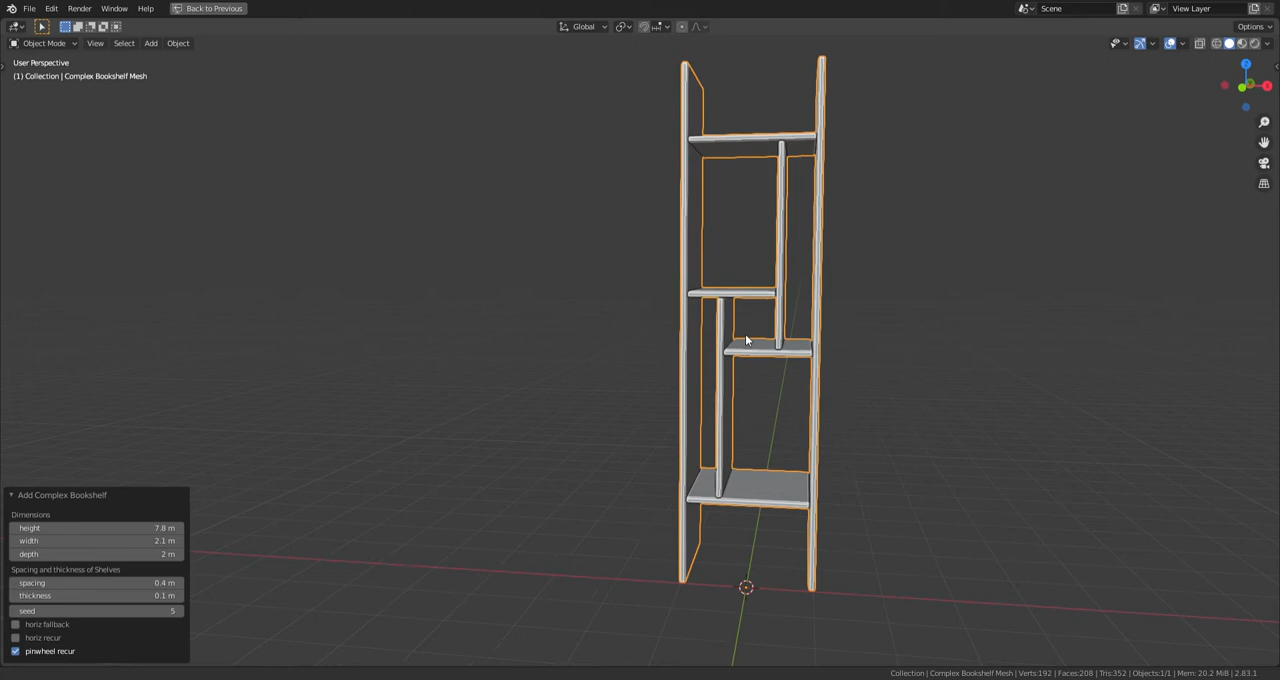 File Edit Render Window Help Back to Previous Scene View Layer
Global Options
Object Mode View Select Add Object
User Perspective
(1) Collection | Complex Bookshelf Mesh
Z
X
Y
Add Complex Bookshelf
Dimensions
height 7.8 m
width 2.1 m
depth 2 m
Spacing and thickness of Shelves
spacing 0.4 m
thickness 0.1 m
seed 5
horiz fallback
horiz recur
pinwheel recur
Collection | Complex Bookshelf Mesh | Verts:192 | Faces:208 | Tris:352 | Objects:1/1 | Mem: 20.2 MiB | 2.83.1